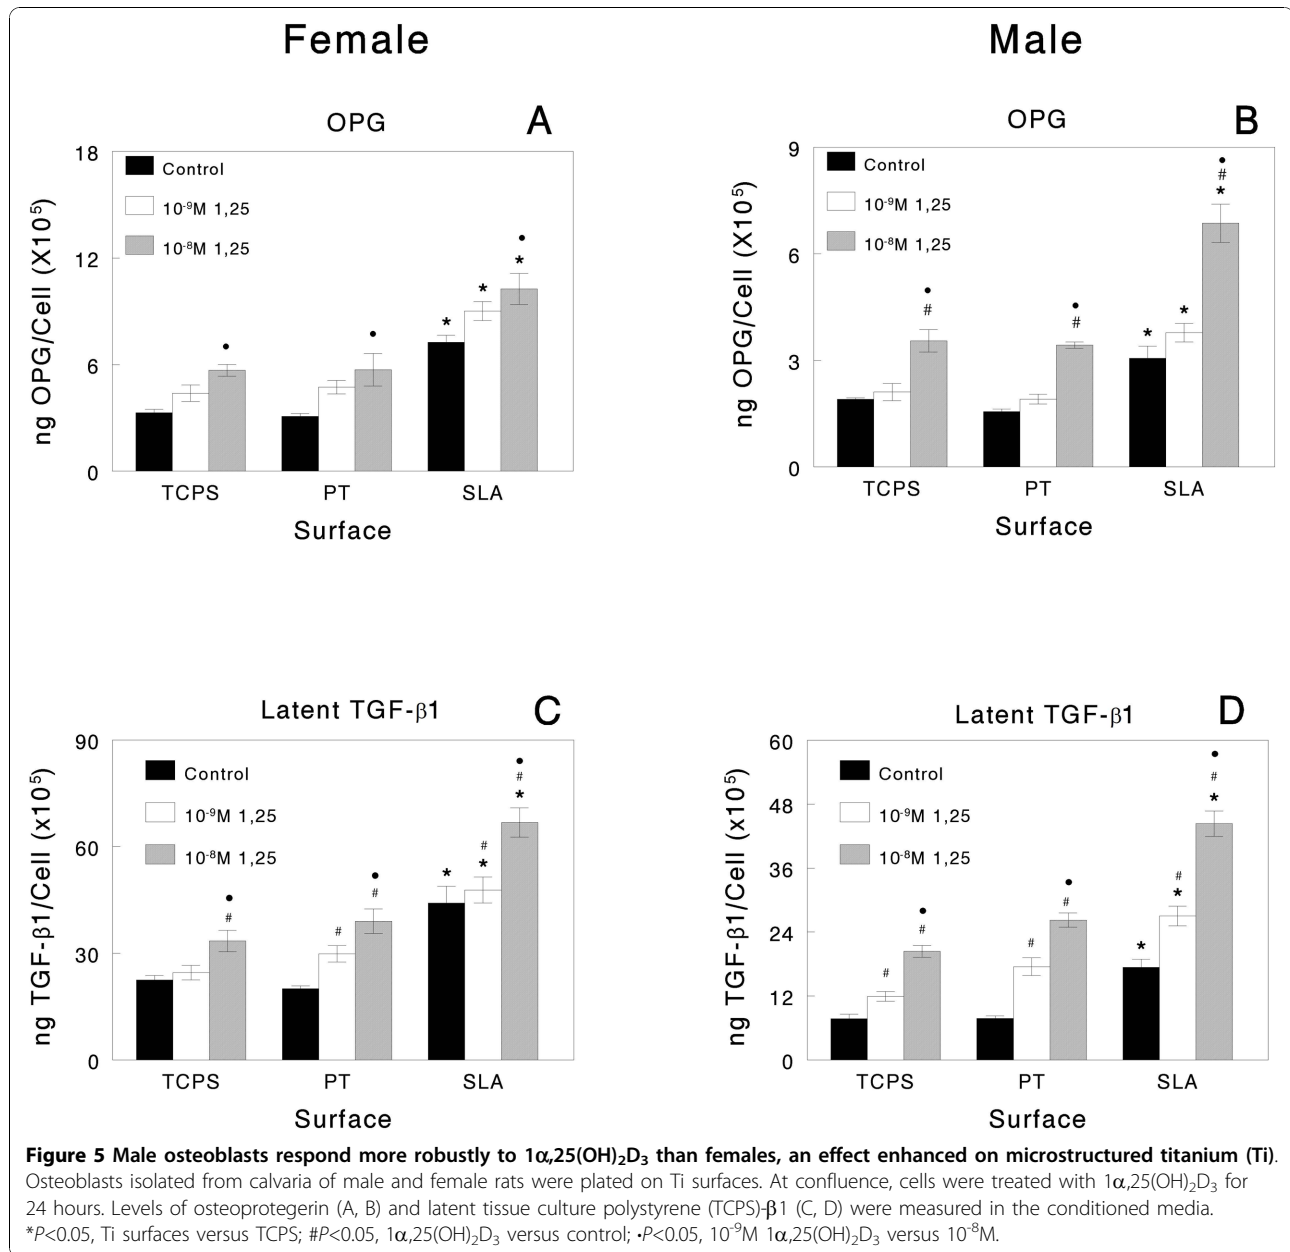 Female
Male
OPG
A
ng OPG/Cell (X10⁵)
18
12
6
0
Control
10⁻⁹M 1,25
10⁻⁸M 1,25
•
•
* * • *
TCPS PT SLA
Surface
OPG
B
ng OPG/Cell (X10⁵)
9
6
3
0
Control
10⁻⁹M 1,25
10⁻⁸M 1,25
• #
• #
* * • # *
TCPS PT SLA
Surface
Latent TGF-β1
C
ng TGF-β1/Cell (x10⁵)
90
60
30
0
Control
10⁻⁹M 1,25
10⁻⁸M 1,25
• #
# • #
* # * • # *
TCPS PT SLA
Surface
Latent TGF-β1
D
ng TGF-β1/Cell (x10⁵)
60
48
36
24
12
0
Control
10⁻⁹M 1,25
10⁻⁸M 1,25
# • #
# • #
* # * • # *
TCPS PT SLA
Surface
Figure 5 Male osteoblasts respond more robustly to 1α,25(OH)₂D₃ than females, an effect enhanced on microstructured titanium (Ti).
Osteoblasts isolated from calvaria of male and female rats were plated on Ti surfaces. At confluence, cells were treated with 1α,25(OH)₂D₃ for
24 hours. Levels of osteoprotegerin (A, B) and latent tissue culture polystyrene (TCPS)-β1 (C, D) were measured in the conditioned media.
*P<0.05, Ti surfaces versus TCPS; #P<0.05, 1α,25(OH)₂D₃ versus control; •P<0.05, 10⁻⁹M 1α,25(OH)₂D₃ versus 10⁻⁸M.